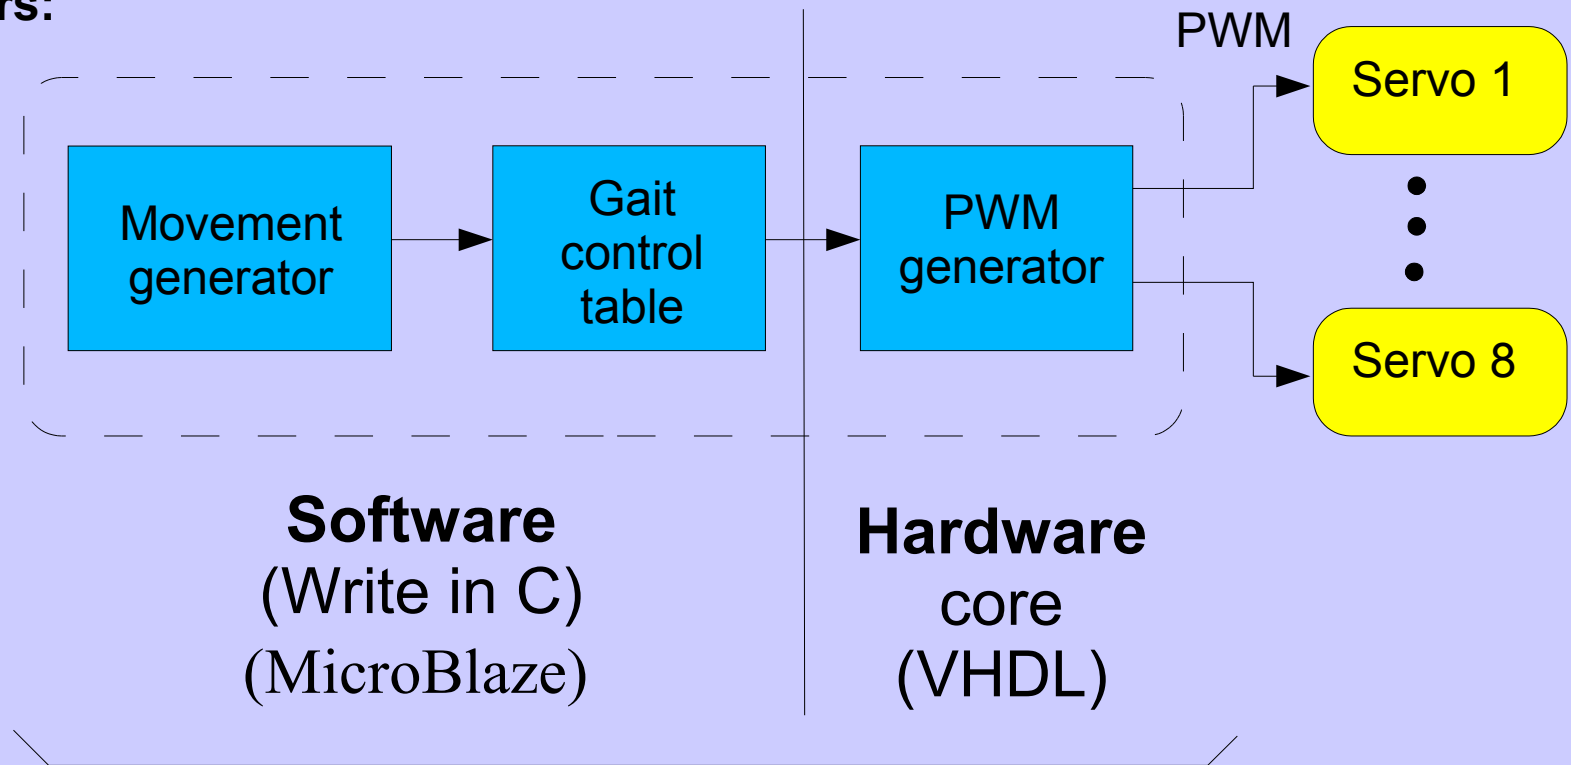 rs:
PWM
Servo 1
Movement
generator
Gait
control
table
PWM
generator
Servo 8
Software
(Write in C)
(MicroBlaze)
Hardware
core
(VHDL)